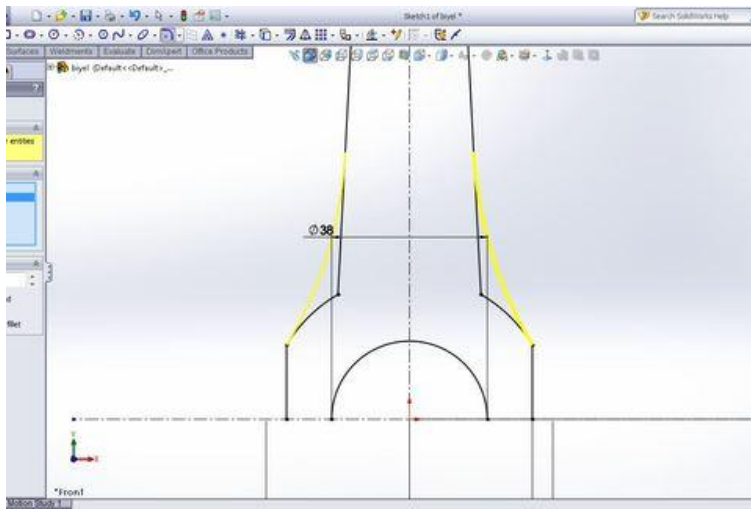 Sketch1 of biyel *
Search SolidWorks Help
Surfaces Weldments Evaluate DimXpert Office Products
biyel (Default<<Default>_...
?
entities
Ø38
d
fillet
Y
X
*Front
Motion Study 1